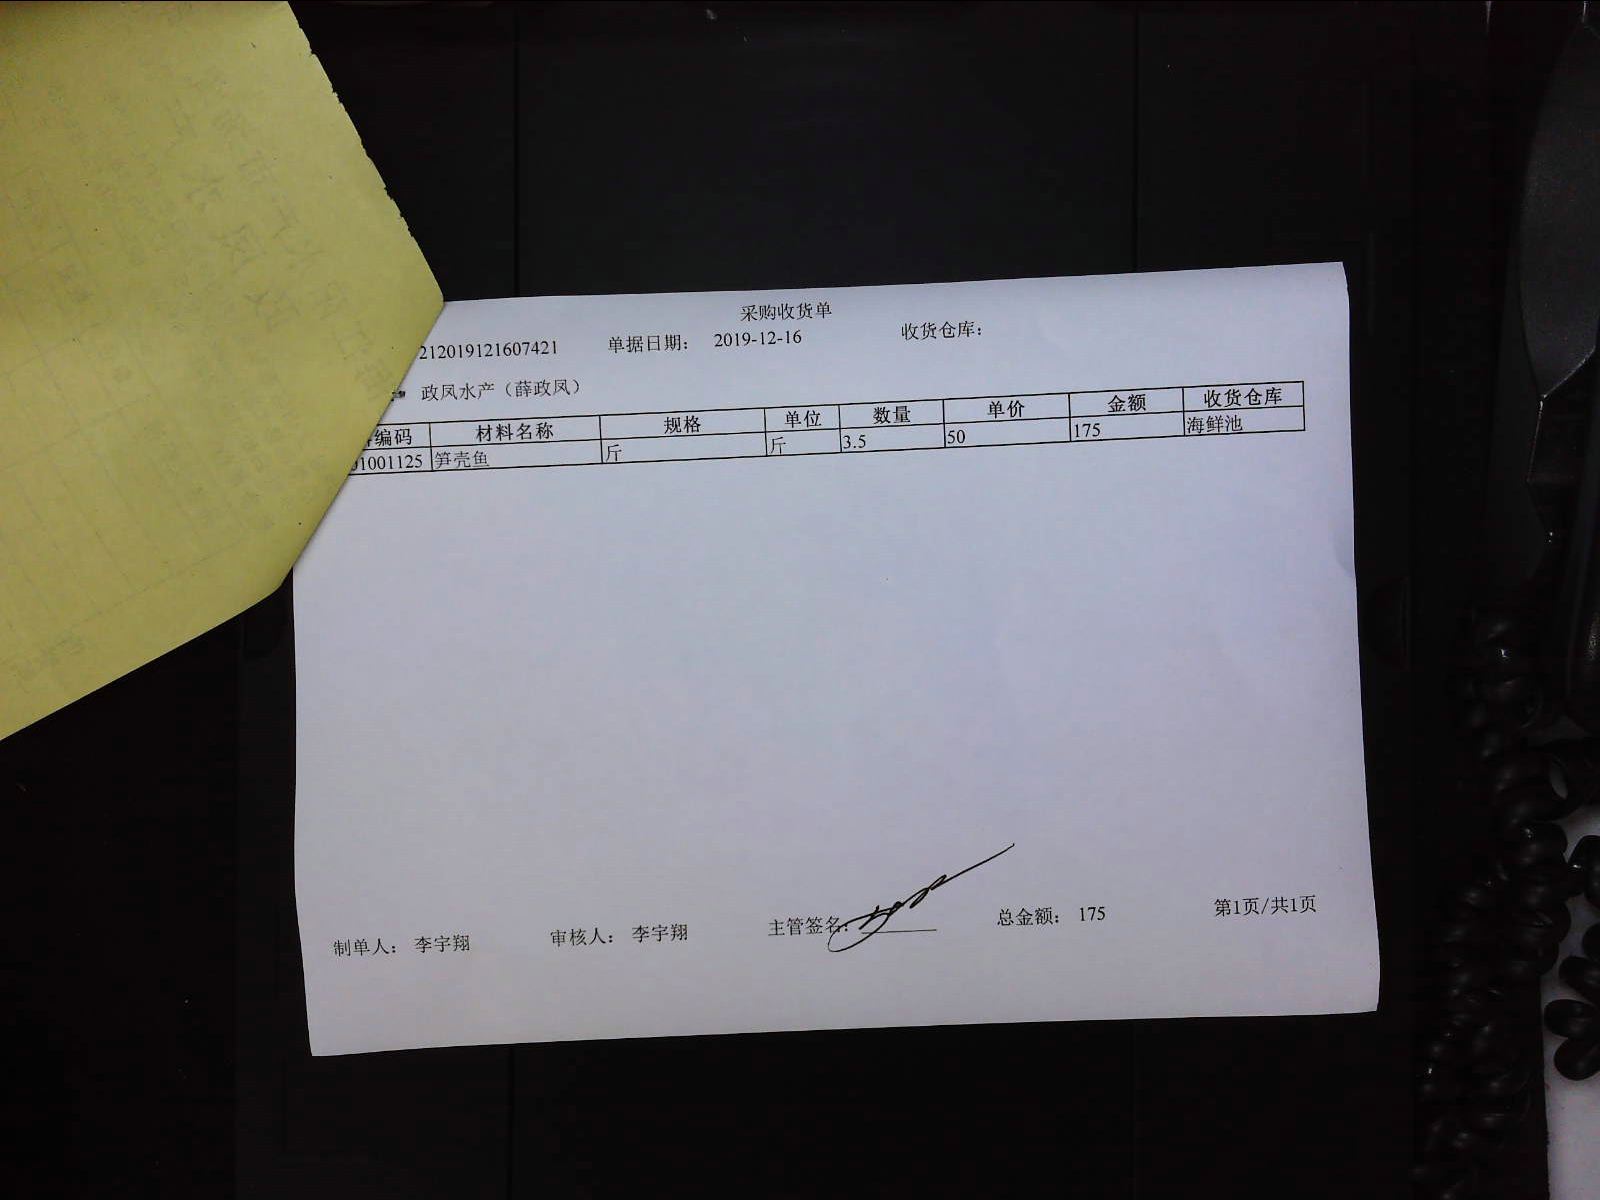 采购收货单
212019121607421 单据日期： 2019-12-16 收货仓库：
政凤水产（薛政凤）
编码 材料名称 规格 单位 数量 单价 金额 收货仓库
01001125 笋壳鱼 斤 斤 3.5 50 175 海鲜池
制单人： 李宇翔 审核人： 李宇翔 主管签名： 总金额： 175 第1页/共1页